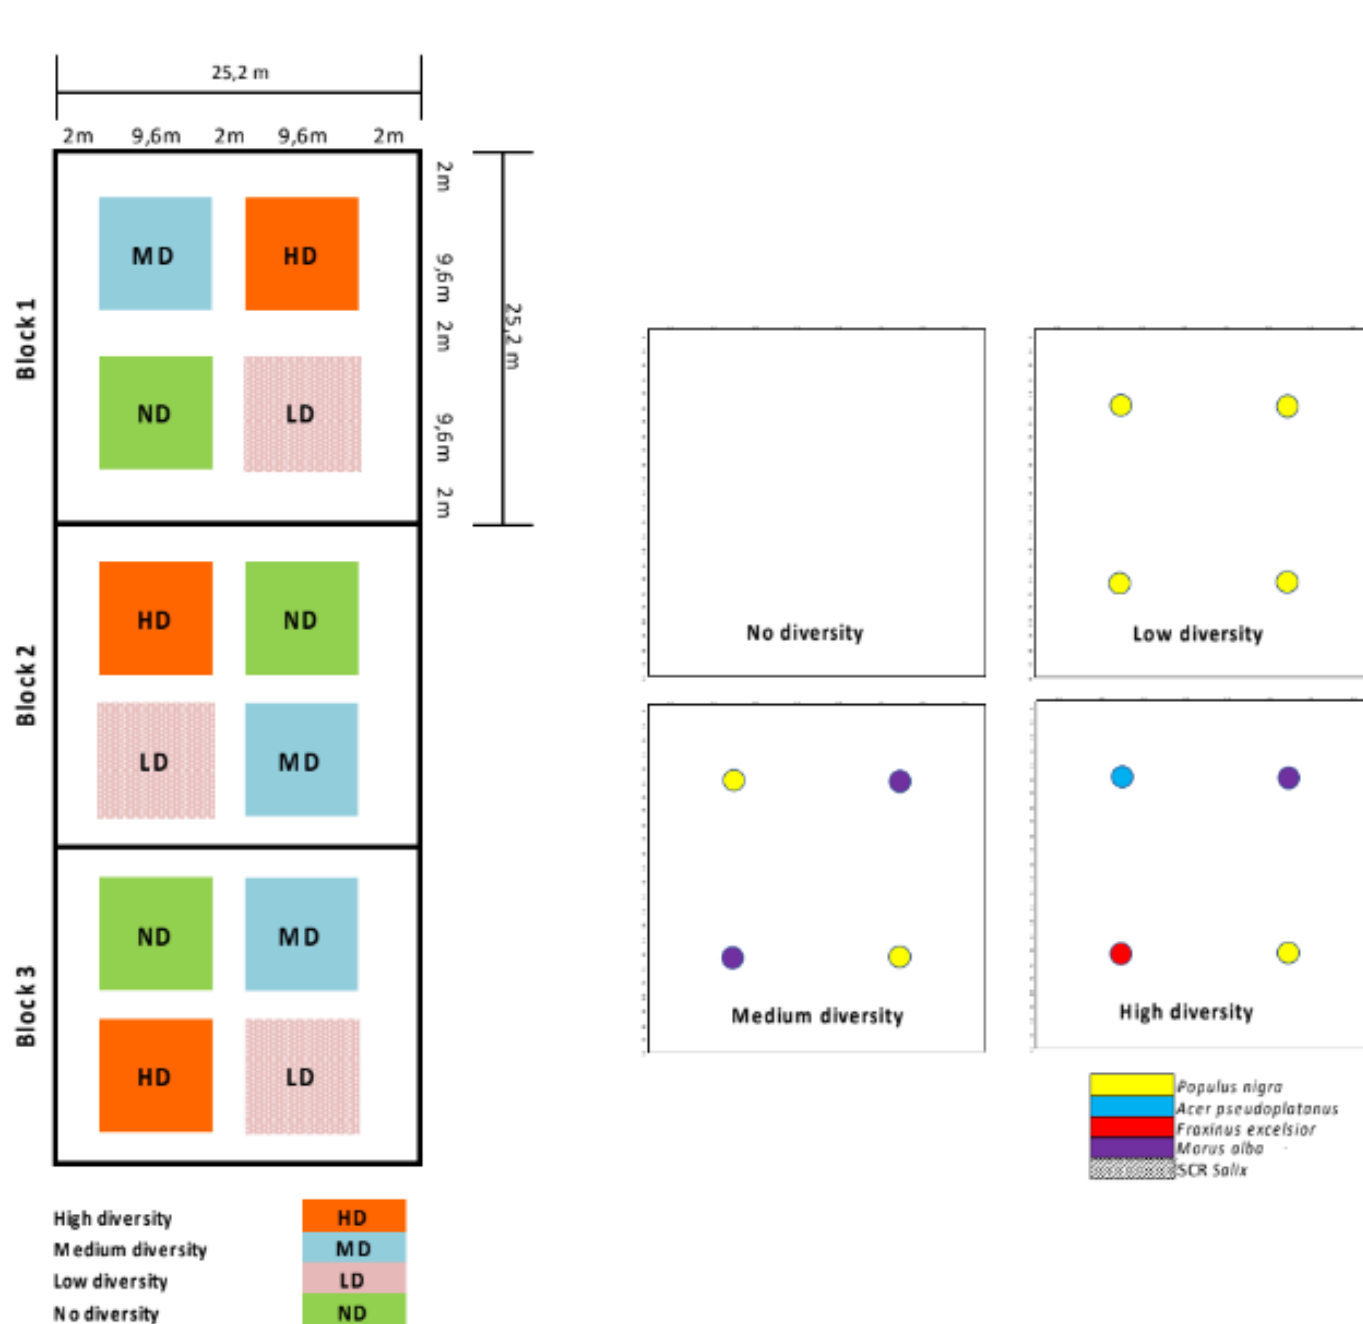 25,2 m
2m 9,6m 2m 9,6m 2m
Block 1
MD HD
ND LD
2m
9,6m
2m
9,6m
2m
25,2 m
Block 2
HD ND
LD MD
Block 3
ND MD
HD LD
High diversity HD
Medium diversity MD
Low diversity LD
No diversity ND
No diversity
Low diversity
Medium diversity
High diversity
Populus nigra
Acer pseudoplatanus
Fraxinus excelsior
Morus alba
SCR Salix